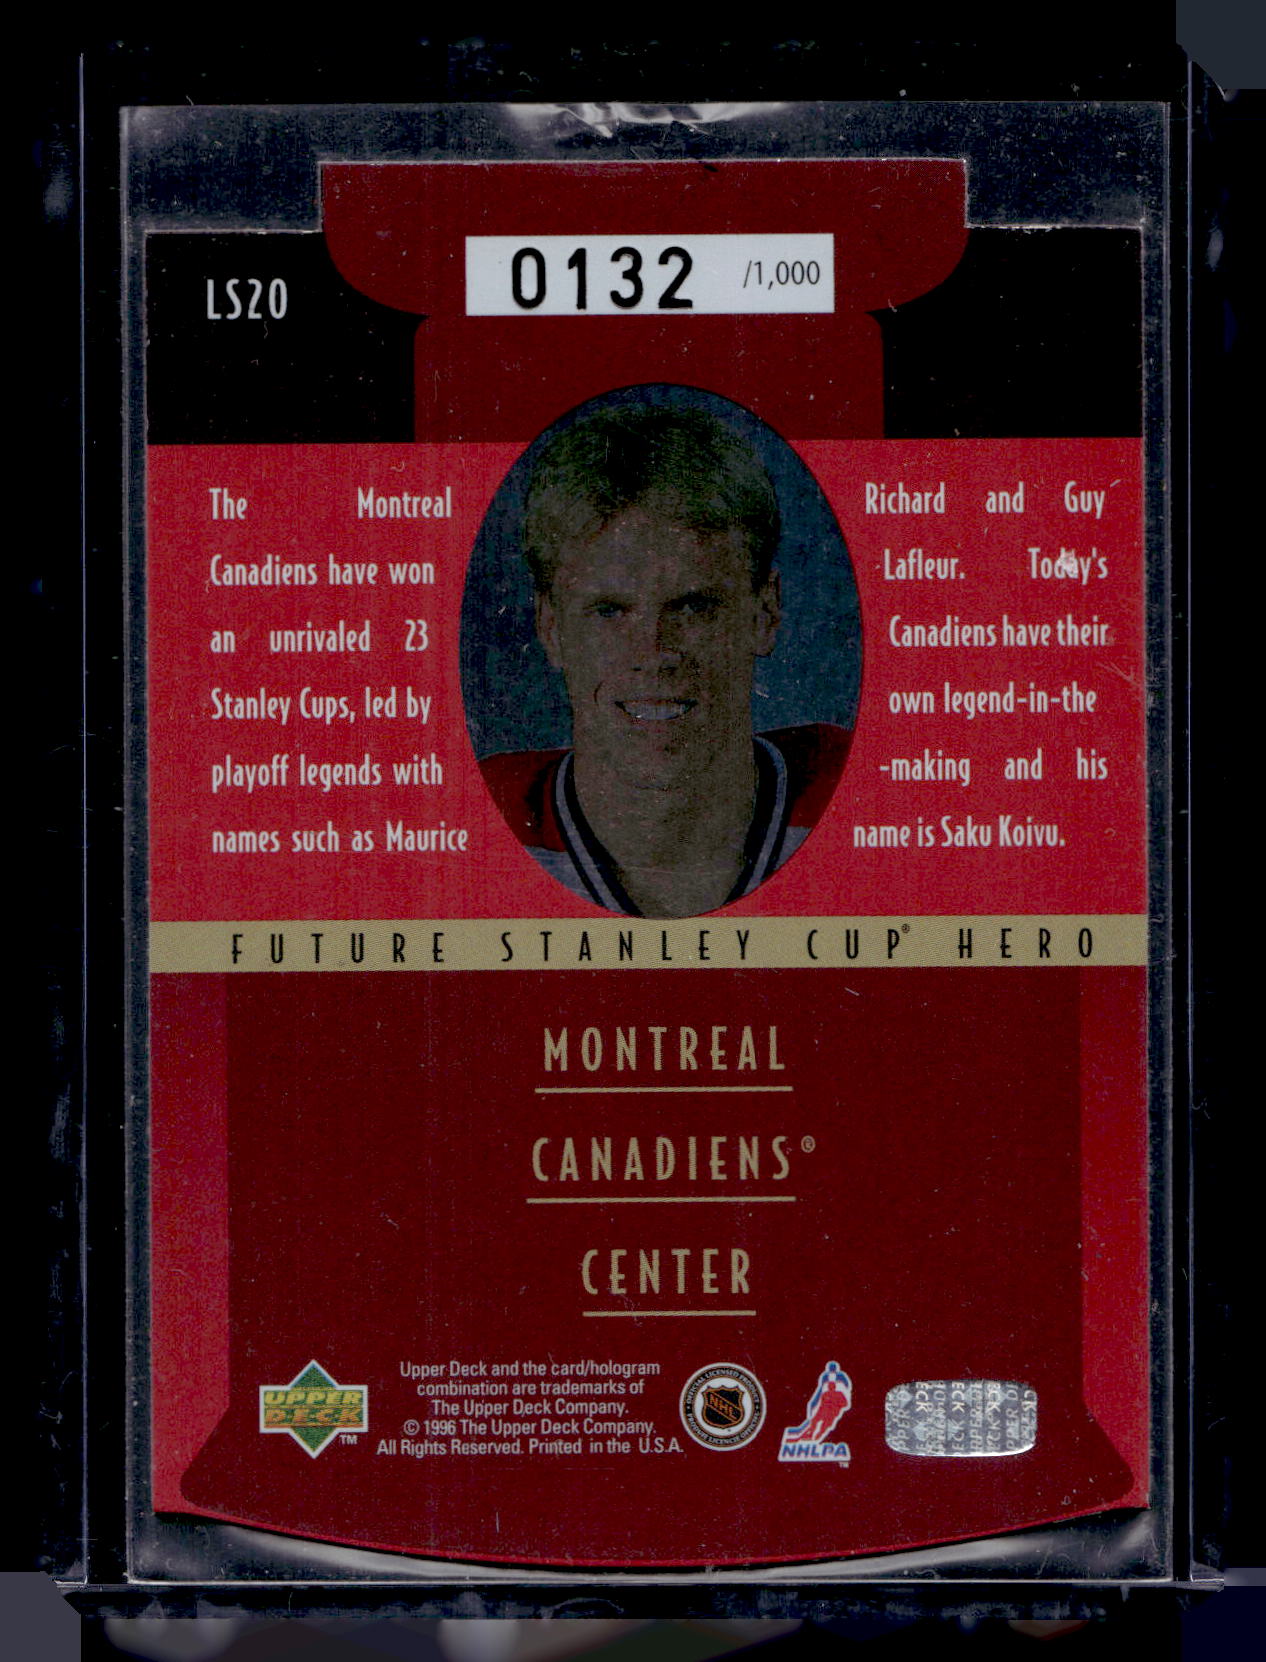 LS20
0132 /1,000
The Montreal
Canadiens have won
an unrivaled 23
Stanley Cups, led by
playoff legends with
names such as Maurice
Richard and Guy
Lafleur. Today's
Canadiens have their
own legend-in-the
-making and his
name is Saku Koivu.
FUTURE STANLEY CUP® HERO
MONTREAL
CANADIENS®
CENTER
UPPER
DECK
TM
Upper Deck and the card/hologram
combination are trademarks of
The Upper Deck Company.
© 1996 The Upper Deck Company.
All Rights Reserved. Printed in the U.S.A.
NHL
NHLPA